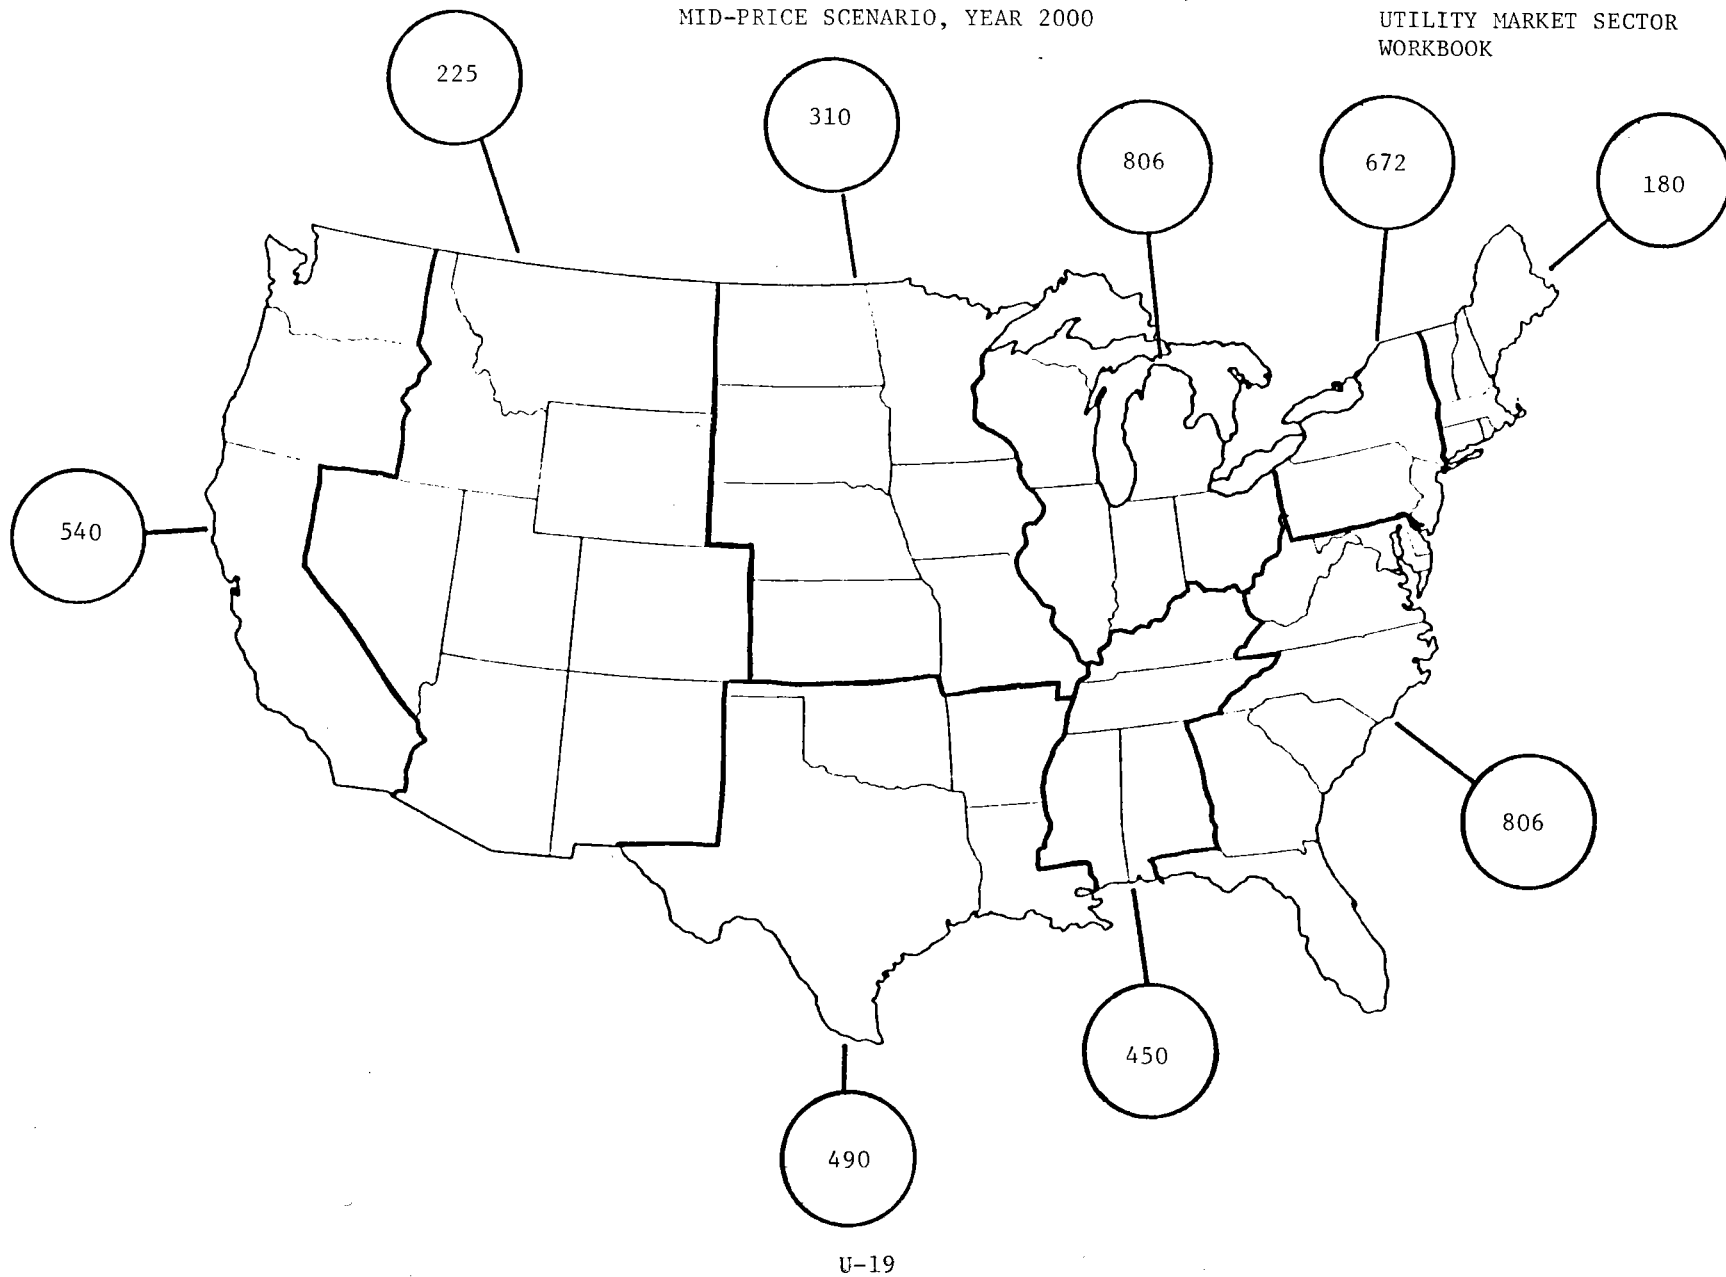 MID-PRICE SCENARIO, YEAR 2000
UTILITY MARKET SECTOR
WORKBOOK
225
310
806
672
180
540
806
450
490
U-19